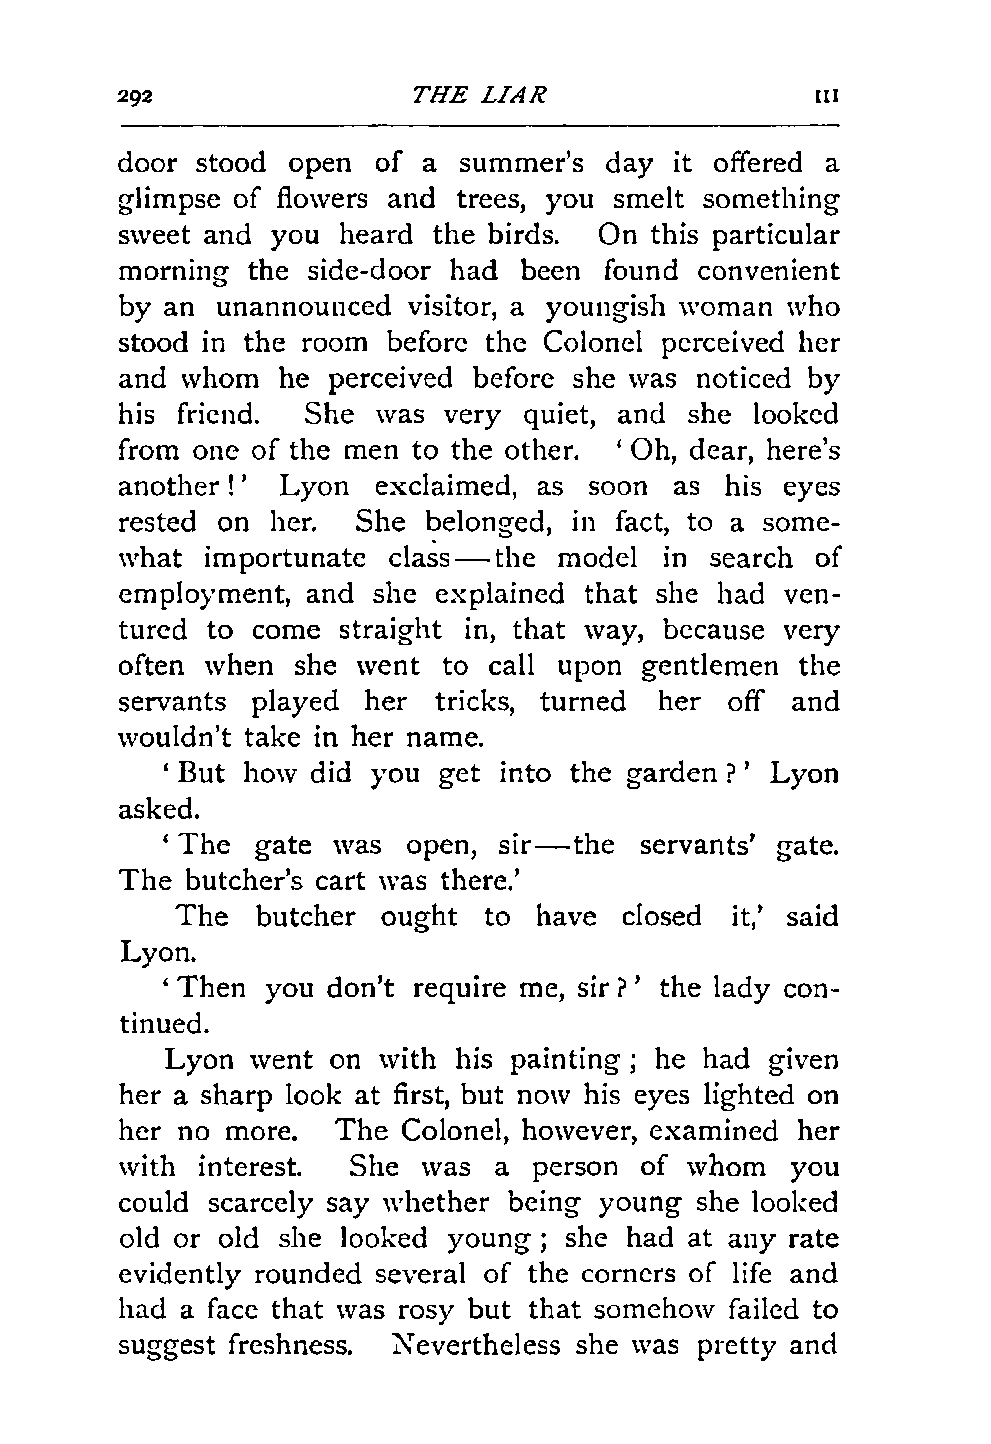 292 THE LIAR III
door stood open of a summer's day it offered a
glimpse of flowers and trees, you smelt something
sweet and you heard the birds. On this particular
morning the side-door had been found convenient
by an unannounced visitor, a youngish woman who
stood in the room before the Colonel perceived her
and whom he perceived before she was noticed by
his friend. She was very quiet, and she looked
from one of the men to the other. ‘Oh, dear, here's
another!’ Lyon exclaimed, as soon as his eyes
rested on her. She belonged, in fact, to a some-
what importunate class—the model in search of
employment, and she explained that she had ven-
tured to come straight in, that way, because very
often when she went to call upon gentlemen the
servants played her tricks, turned her off and
wouldn't take in her name.
‘But how did you get into the garden?’ Lyon
asked.
‘The gate was open, sir—the servants’ gate.
The butcher's cart was there.’
The butcher ought to have closed it,’ said
Lyon.
‘Then you don't require me, sir?’ the lady con-
tinued.
Lyon went on with his painting; he had given
her a sharp look at first, but now his eyes lighted on
her no more. The Colonel, however, examined her
with interest. She was a person of whom you
could scarcely say whether being young she looked
old or old she looked young; she had at any rate
evidently rounded several of the corners of life and
had a face that was rosy but that somehow failed to
suggest freshness. Nevertheless she was pretty and